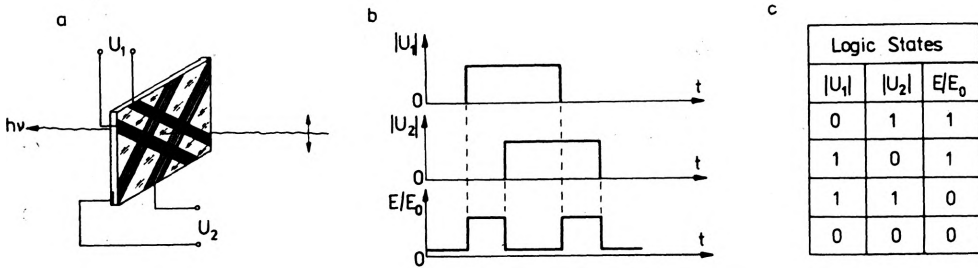 a
U₁
hν
U₂
b
|U₁|
0
t
|U₂|
0
t
E/E₀
0
t
c
Logic States
|U₁| |U₂| E/E₀
0 1 1
1 0 1
1 1 0
0 0 0